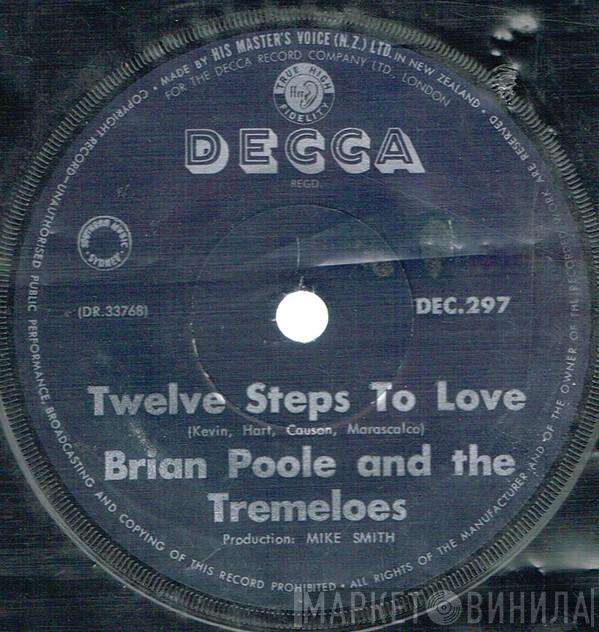 COPYRIGHT RECORD—UNAUTHORISED PUBLIC PERFORMANCE, BROADCASTING AND COPYING OF THIS RECORD PROHIBITED • ALL RIGHTS OF THE MANUFACTURER AND OF THE OWNER OF THE RECORDED WORK ARE RESERVED •
MADE BY HIS MASTER'S VOICE (N.Z.) LTD. IN NEW ZEALAND
FOR THE DECCA RECORD COMPANY LTD. LONDON
TRUE HIGH
ffrr
FIDELITY
DECCA
REGD.
SOUTHERN MUSIC
SYDNEY
(DR.33768)
DEC.297
Twelve Steps To Love
(Kevin, Hart, Causon, Marascalco)
Brian Poole and the
Tremeloes
Production: MIKE SMITH
МАРКЕТ ВИНИЛА